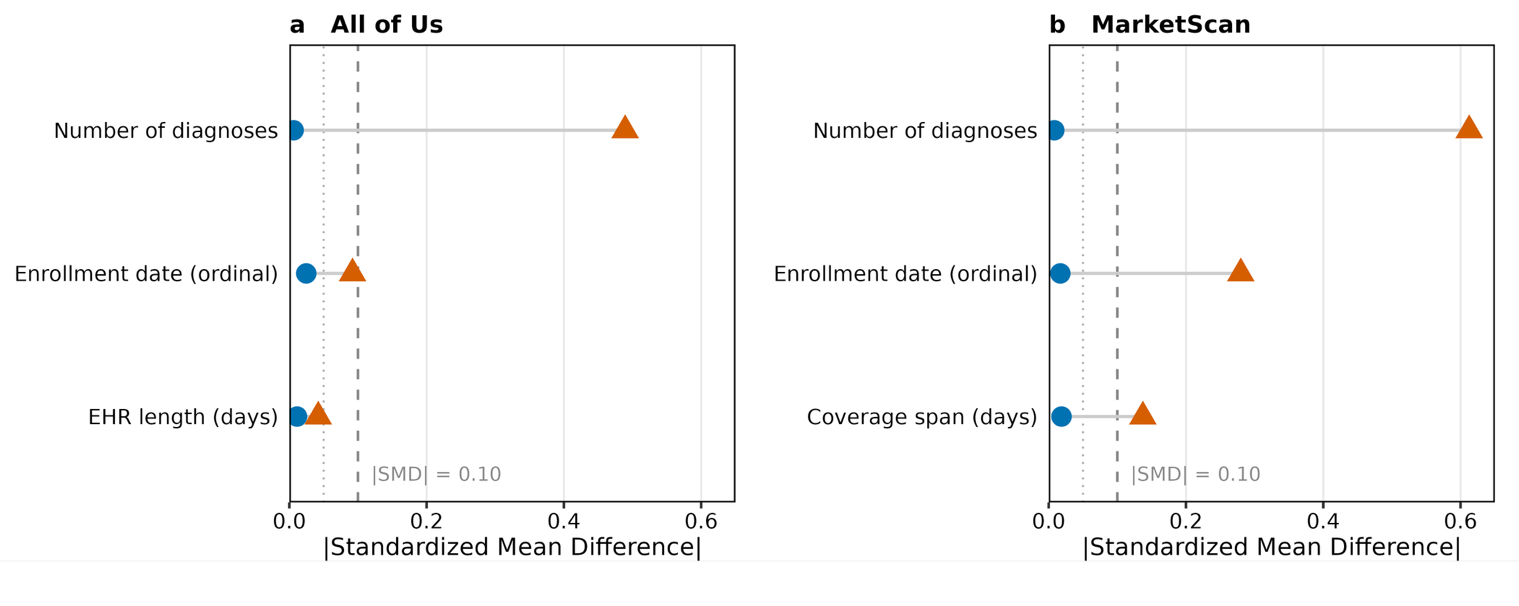 a All of Us
Number of diagnoses
Enrollment date (ordinal)
EHR length (days)
|SMD| = 0.10
0.0 0.2 0.4 0.6
|Standardized Mean Difference|
b MarketScan
Number of diagnoses
Enrollment date (ordinal)
Coverage span (days)
|SMD| = 0.10
0.0 0.2 0.4 0.6
|Standardized Mean Difference|